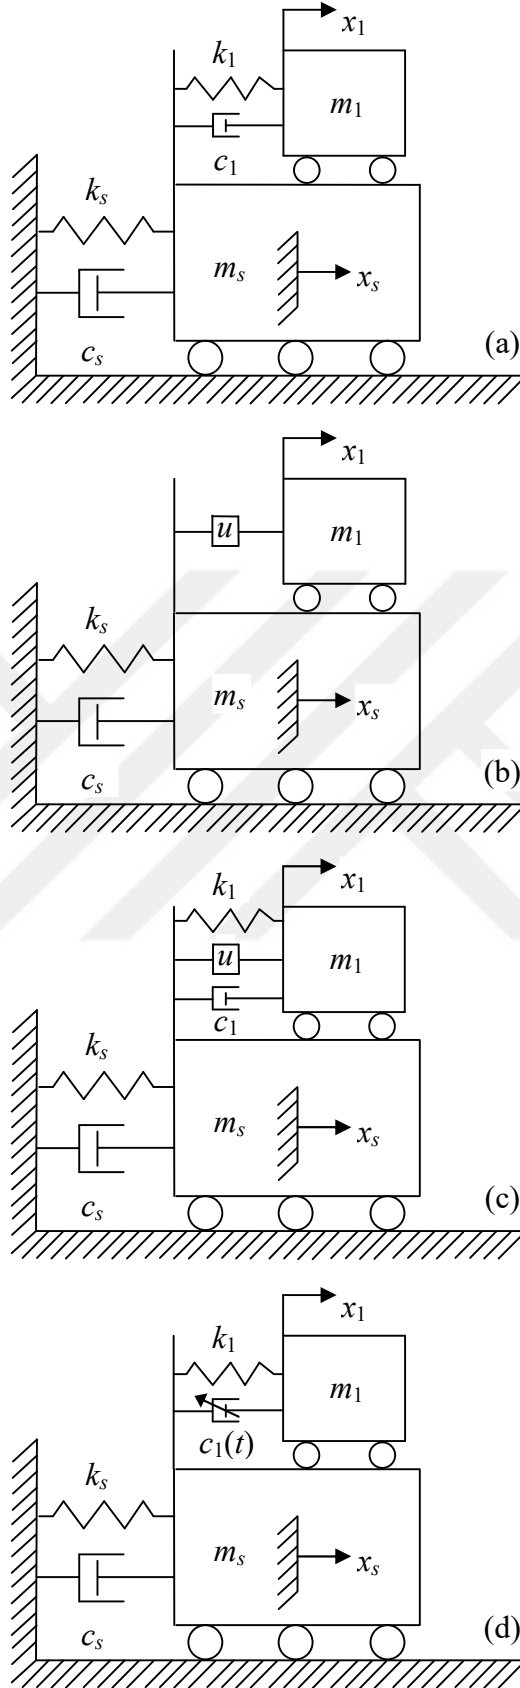 x₁
k₁
m₁
c₁
kₛ
mₛ
xₛ
cₛ
(a)
x₁
u
m₁
kₛ
mₛ
xₛ
cₛ
(b)
x₁
k₁
u
m₁
c₁
kₛ
mₛ
xₛ
cₛ
(c)
x₁
k₁
m₁
c₁(t)
kₛ
mₛ
xₛ
cₛ
(d)